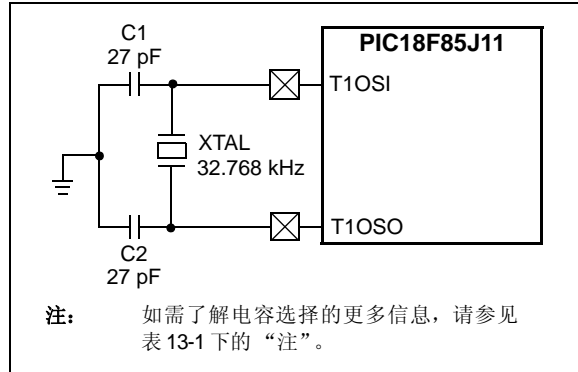 C1
27 pF
PIC18F85J11
T1OSI
XTAL
32.768 kHz
T1OSO
C2
27 pF
注： 如需了解电容选择的更多信息，请参见
表 13-1 下的 “注”。